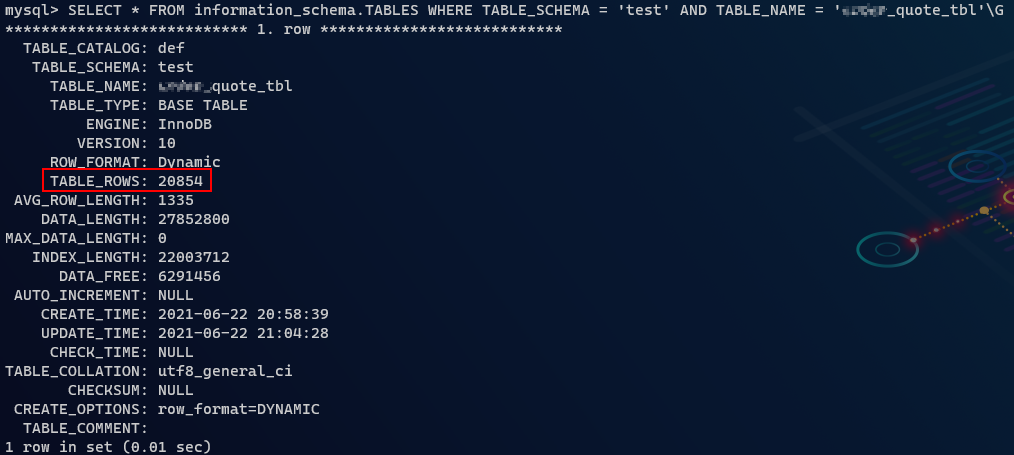 mysql> SELECT * FROM information_schema.TABLES WHERE TABLE_SCHEMA = 'test' AND TABLE_NAME = '_quote_tbl'\G
*************************** 1. row ***************************
TABLE_CATALOG: def
TABLE_SCHEMA: test
TABLE_NAME: _quote_tbl
TABLE_TYPE: BASE TABLE
ENGINE: InnoDB
VERSION: 10
ROW_FORMAT: Dynamic
TABLE_ROWS: 20854
AVG_ROW_LENGTH: 1335
DATA_LENGTH: 27852800
MAX_DATA_LENGTH: 0
INDEX_LENGTH: 22003712
DATA_FREE: 6291456
AUTO_INCREMENT: NULL
CREATE_TIME: 2021-06-22 20:58:39
UPDATE_TIME: 2021-06-22 21:04:28
CHECK_TIME: NULL
TABLE_COLLATION: utf8_general_ci
CHECKSUM: NULL
CREATE_OPTIONS: row_format=DYNAMIC
TABLE_COMMENT:
1 row in set (0.01 sec)